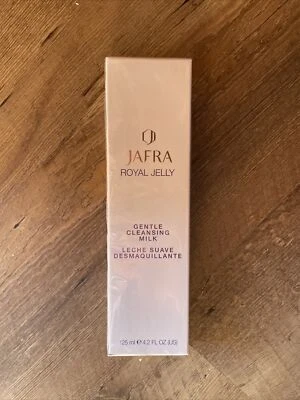 JAFRA
ROYAL JELLY
GENTLE
CLEANSING
MILK
LECHE SUAVE
DESMAQUILLANTE
125 ml ℮ 4.2 FL OZ (US)